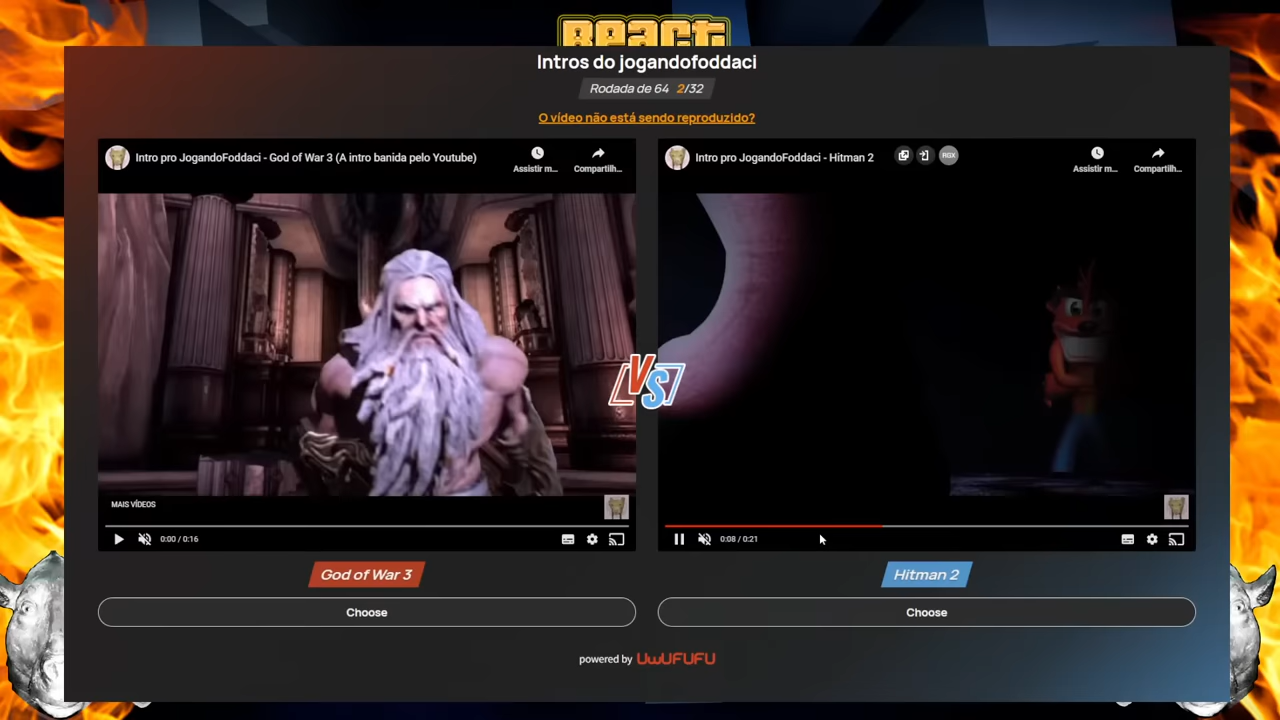 React
Intros do jogandofoddaci
Rodada de 64 2/32
O vídeo não está sendo reproduzido?
Intro pro JogandoFoddaci - God of War 3 (A intro banida pelo Youtube)
Assistir m...
Compartilh...
Intro pro JogandoFoddaci - Hitman 2
RGX
Assistir m...
Compartilh...
VS
MAIS VÍDEOS
0:00 / 0:16
0:08 / 0:21
God of War 3
Hitman 2
Choose
Choose
powered by UwUFUFU